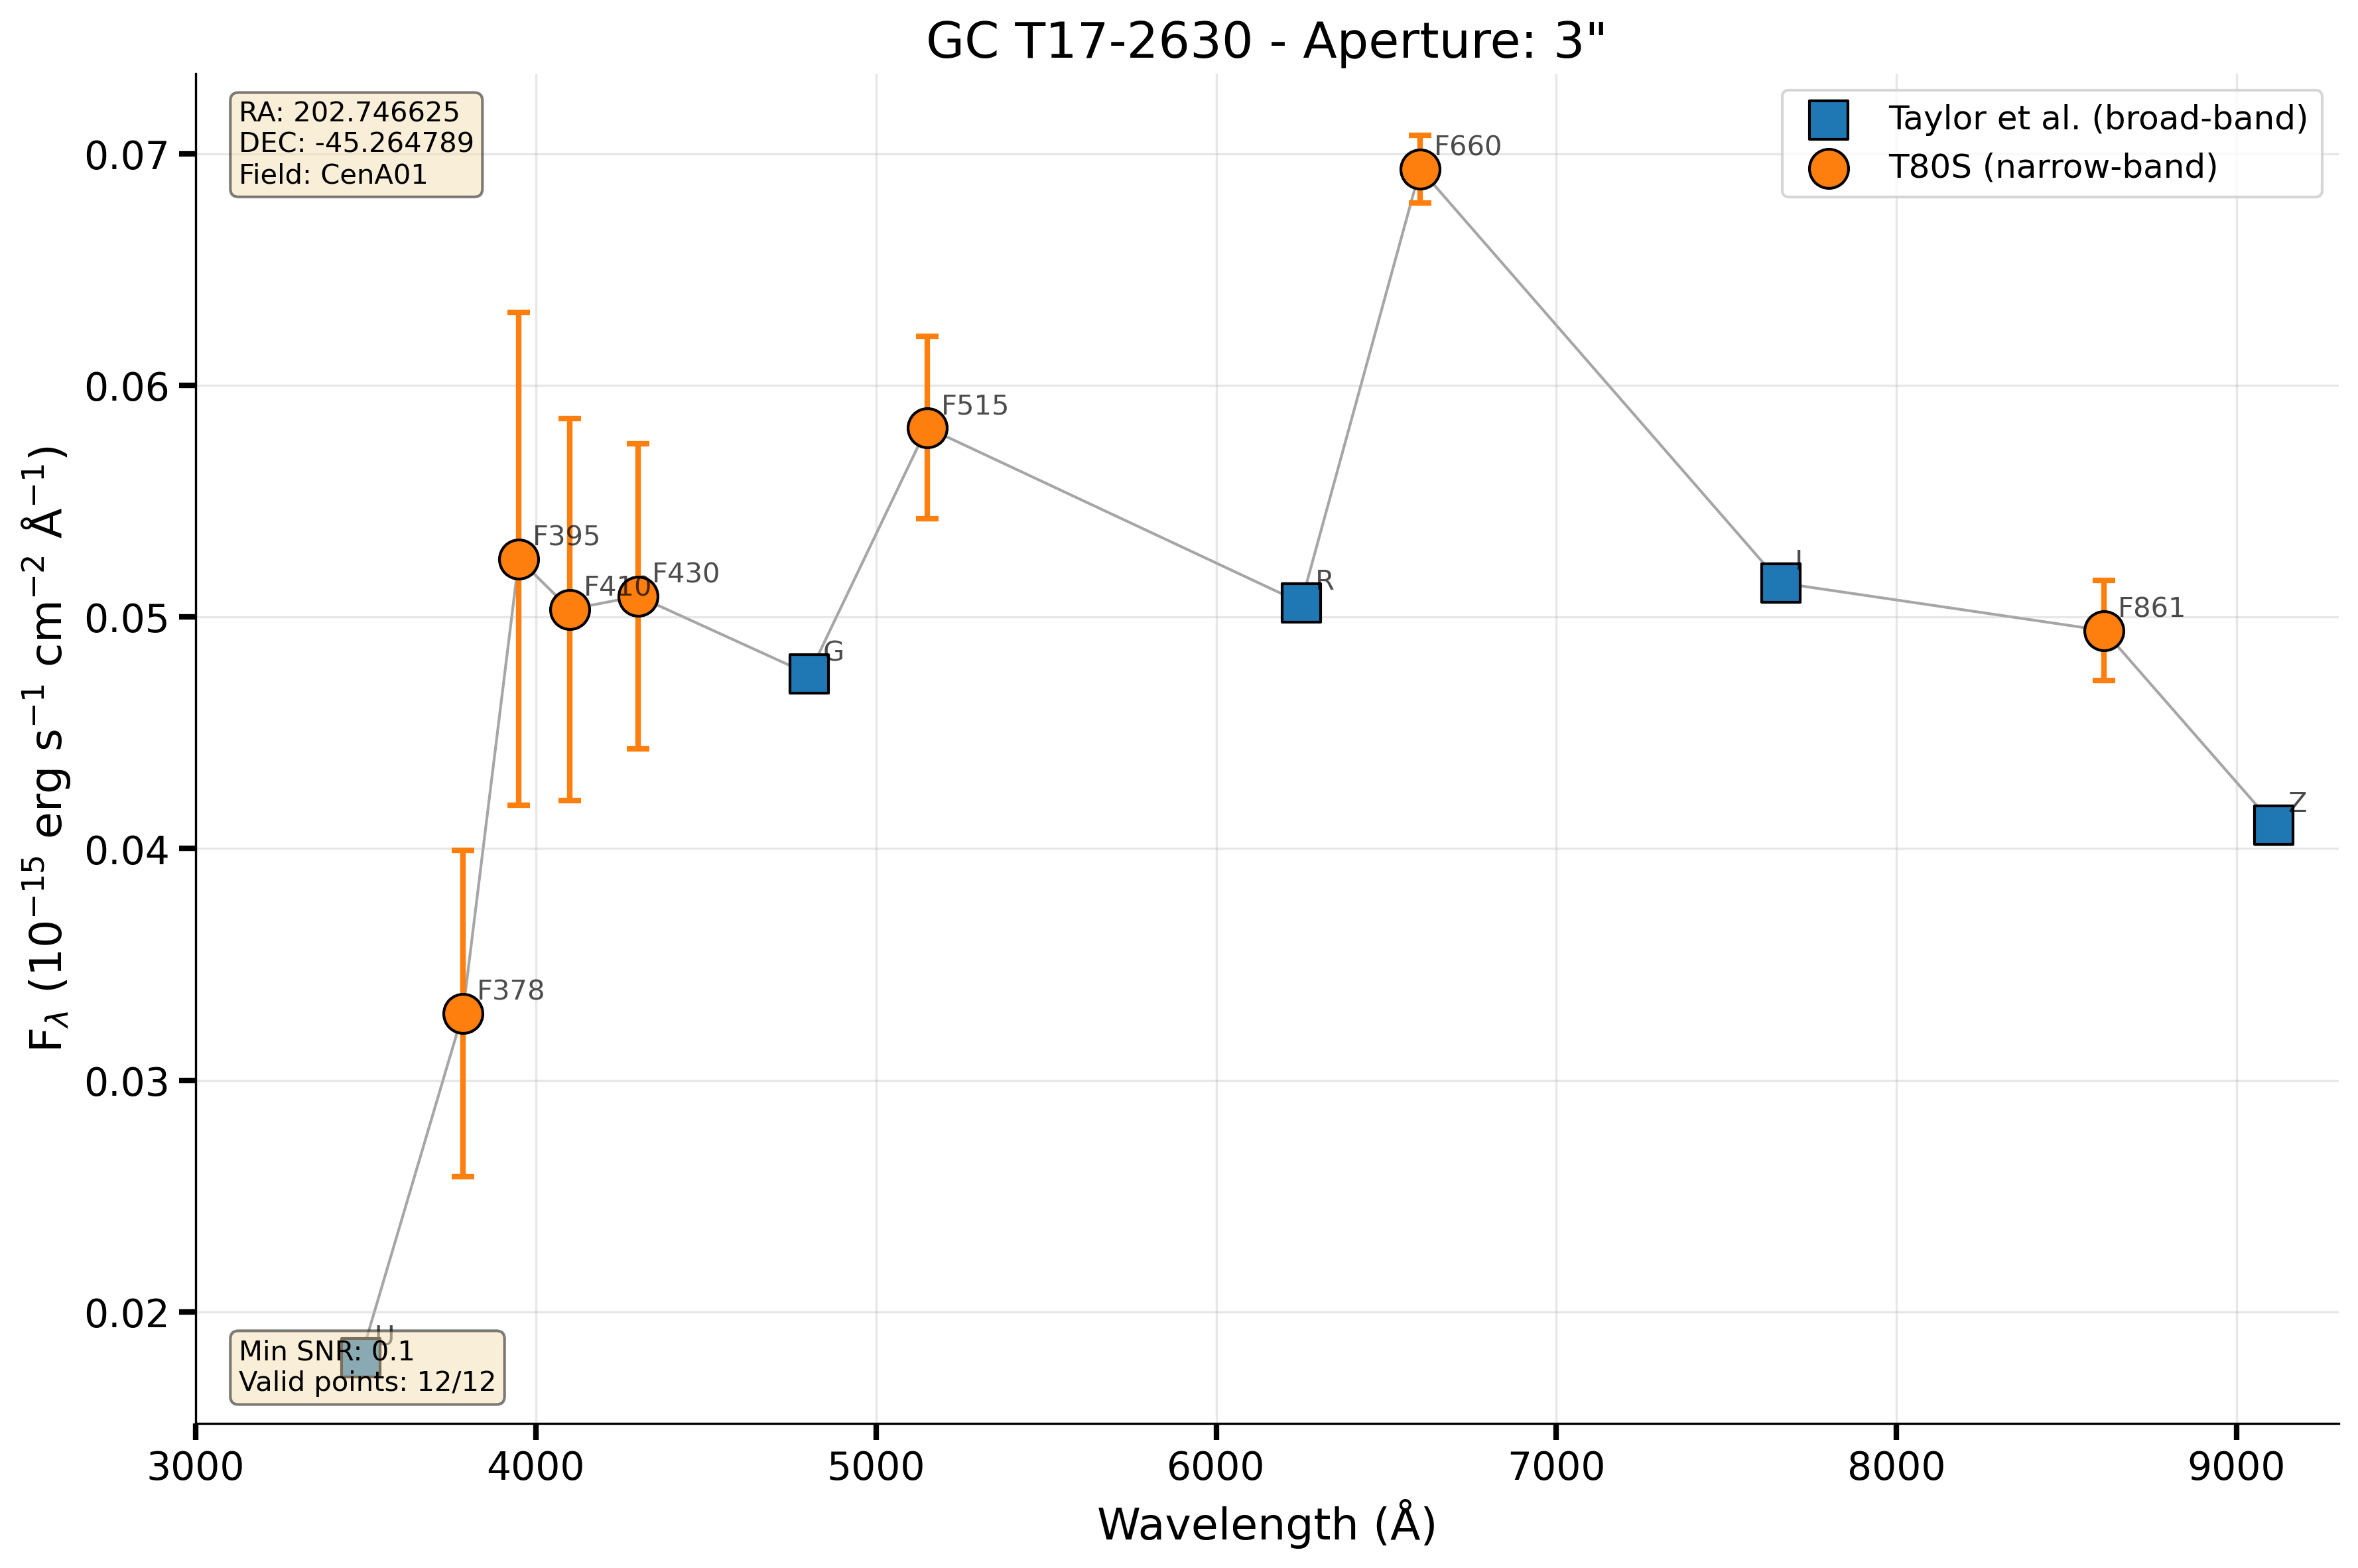 GC T17-2630 - Aperture: 3"
RA: 202.746625
DEC: -45.264789
Field: CenA01
Taylor et al. (broad-band)
T80S (narrow-band)
F660
F515
F395
F410
F430
G
R
I
F861
Z
F378
U
Min SNR: 0.1
Valid points: 12/12
0.07
0.06
0.05
0.04
0.03
0.02
F_λ (10⁻¹⁵ erg s⁻¹ cm⁻² Å⁻¹)
3000 4000 5000 6000 7000 8000 9000
Wavelength (Å)